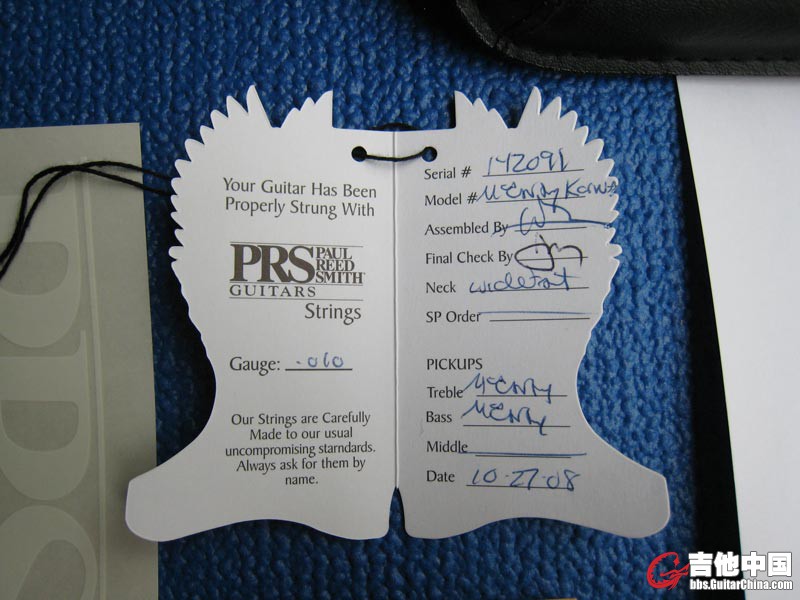 Your Guitar Has Been
Properly Strung With
PRS PAUL
REED
SMITH
GUITARS
Strings
Gauge: .010
Our Strings are Carefully
Made to our usual
uncompromising starndards.
Always ask for them by
name.
Serial # 142091
Model #
Assembled By
Final Check By
Neck widefat
SP Order
PICKUPS
Treble McCarty
Bass McCarty
Middle
Date 10-27-08
吉他中国
bbs.GuitarChina.com